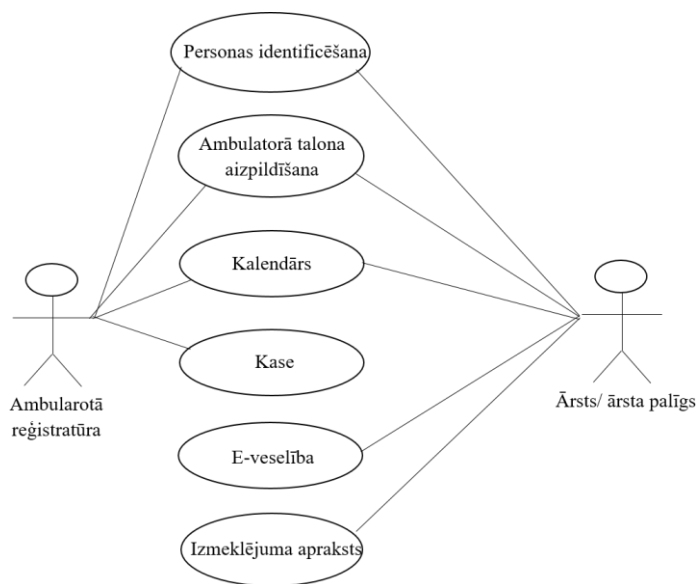 Personas identificēšana
Ambulatorā talona
aizpildīšana
Kalendārs
Kase
Ambularotā
reģistratūra
Ārsts/ ārsta palīgs
E-veselība
Izmeklējuma apraksts